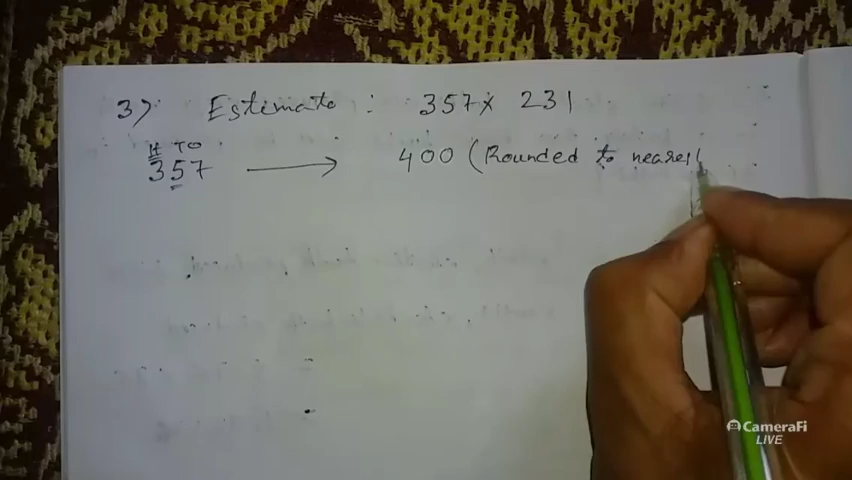 3) Estimate : 357 x 231
H T O
357 → 400 (Rounded to nearest
CameraFi
LIVE